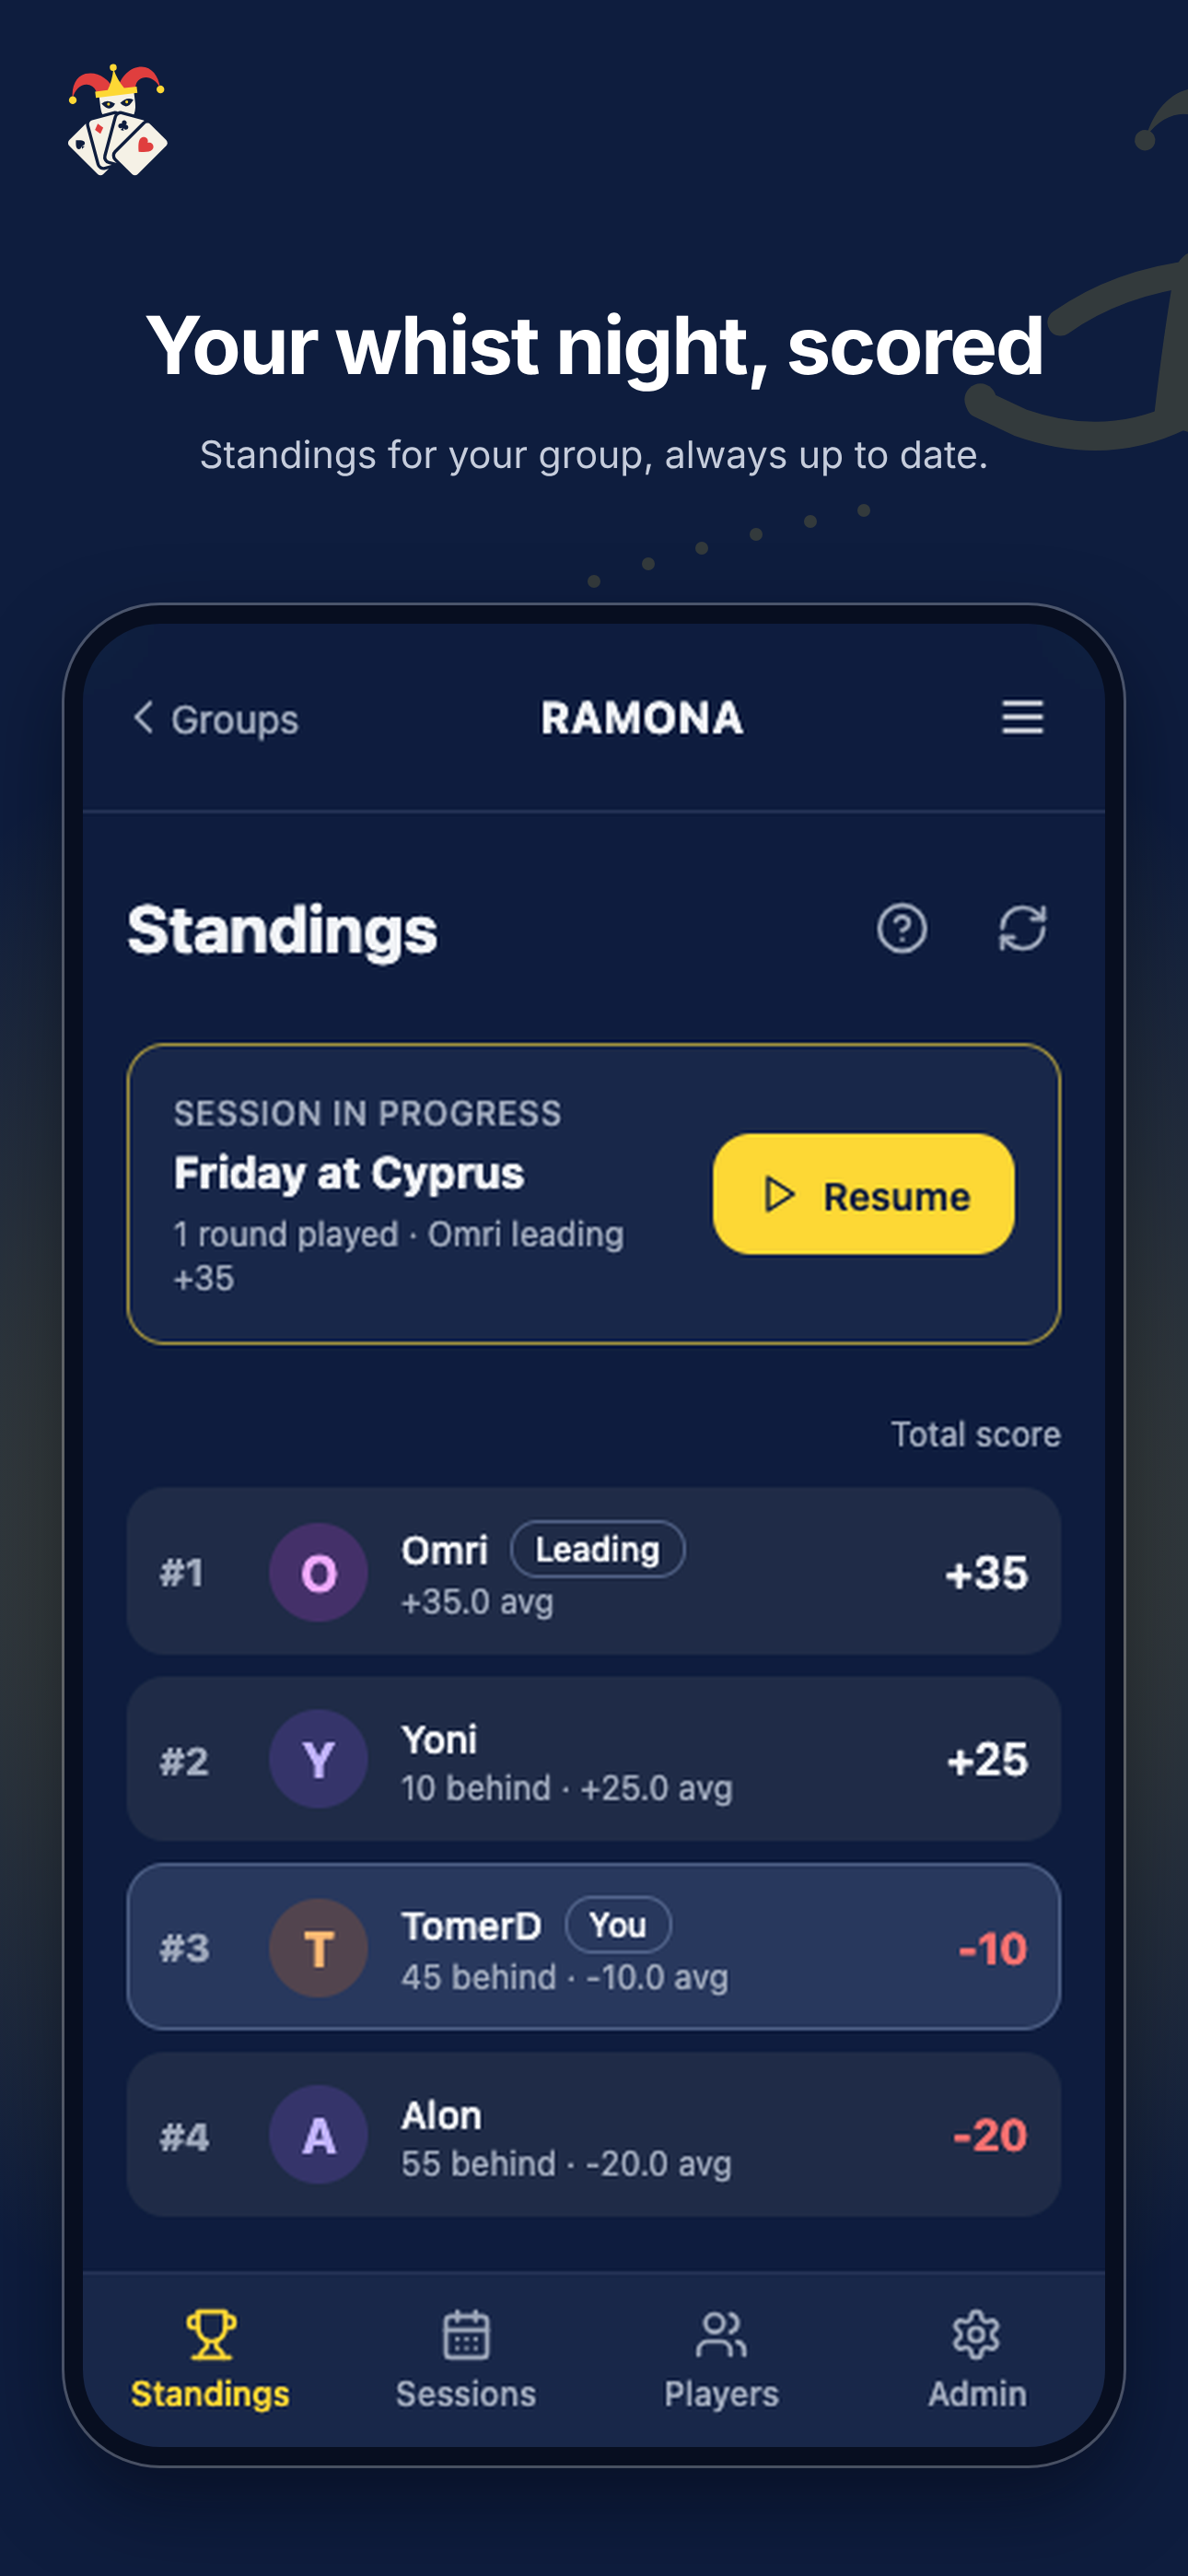 Your whist night, scored
Standings for your group, always up to date.
Groups
RAMONA
Standings
SESSION IN PROGRESS
Friday at Cyprus
1 round played · Omri leading
+35
Resume
Total score
#1
O
Omri
Leading
+35.0 avg
+35
#2
Y
Yoni
10 behind · +25.0 avg
+25
#3
T
TomerD
You
45 behind · -10.0 avg
-10
#4
A
Alon
55 behind · -20.0 avg
-20
Standings
Sessions
Players
Admin